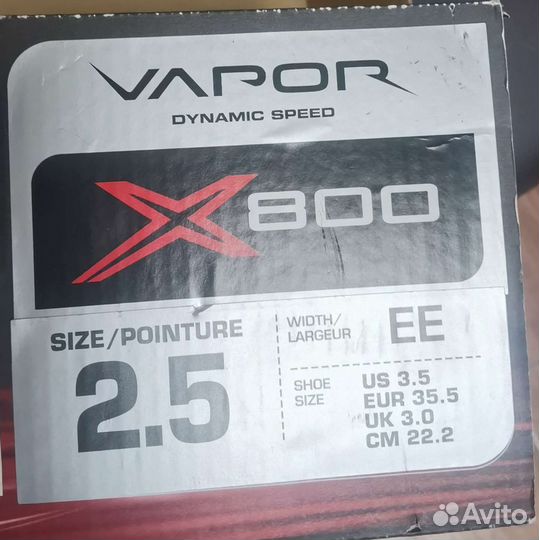 VAPOR
DYNAMIC SPEED
X800
SIZE/POINTURE
2.5
WIDTH/
LARGEUR
EE
SHOE
SIZE
US 3.5
EUR 35.5
UK 3.0
CM 22.2
Avito